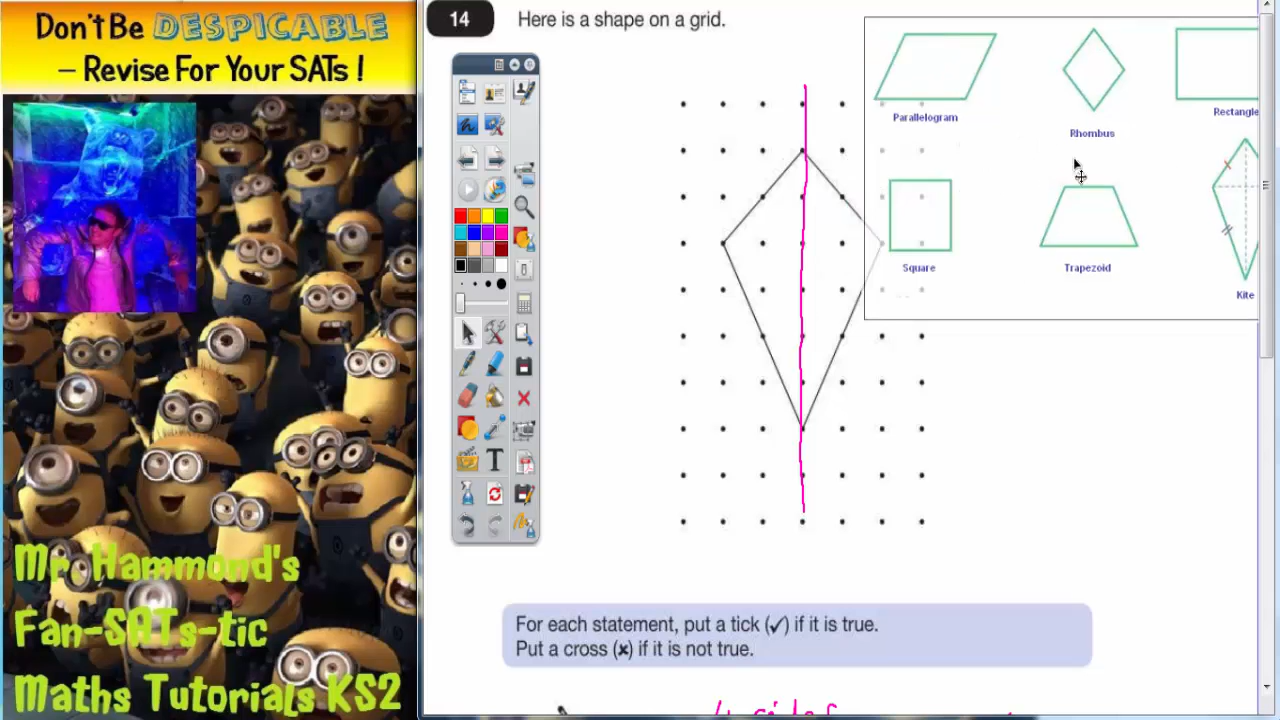 Don't Be DESPICABLE
– Revise For Your SATs !
Mr. Hammond's
Fan-SATs-tic
Maths Tutorials KS2
14
Here is a shape on a grid.
Parallelogram
Rhombus
Rectangle
Square
Trapezoid
Kite
For each statement, put a tick (✓) if it is true.
Put a cross (✗) if it is not true.